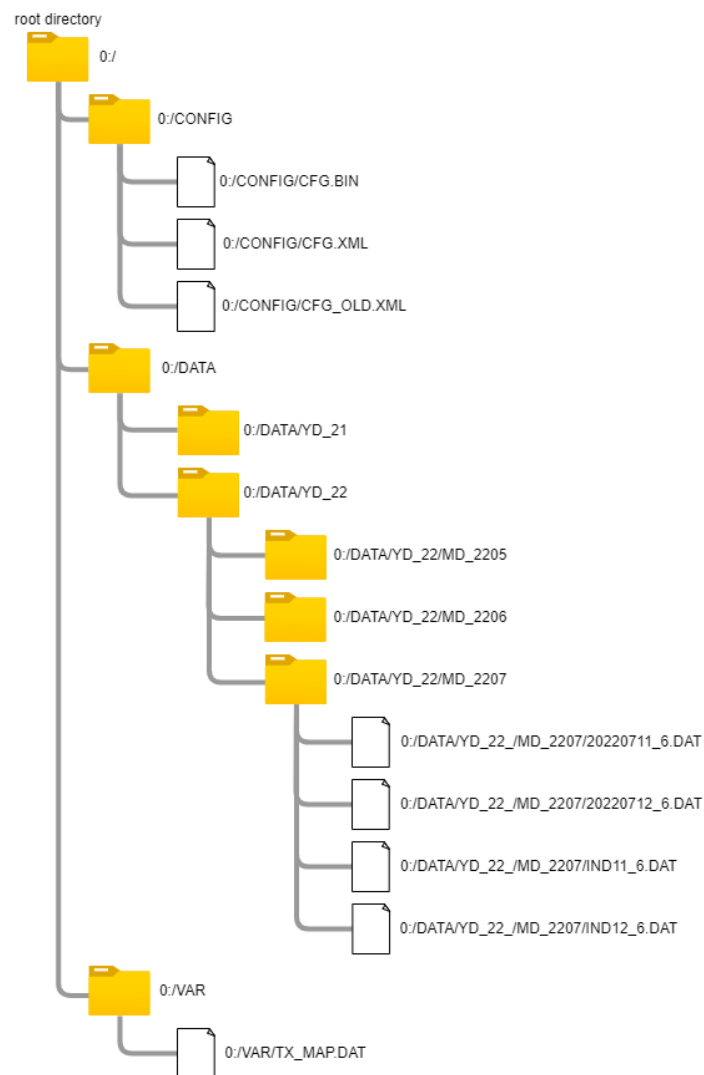 root directory
0:/
0:/CONFIG
0:/CONFIG/CFG.BIN
0:/CONFIG/CFG.XML
0:/CONFIG/CFG_OLD.XML
0:/DATA
0:/DATA/YD_21
0:/DATA/YD_22
0:/DATA/YD_22/MD_2205
0:/DATA/YD_22/MD_2206
0:/DATA/YD_22/MD_2207
0:/DATA/YD_22_/MD_2207/20220711_6.DAT
0:/DATA/YD_22_/MD_2207/20220712_6.DAT
0:/DATA/YD_22_/MD_2207/IND11_6.DAT
0:/DATA/YD_22_/MD_2207/IND12_6.DAT
0:/VAR
0:/VAR/TX_MAP.DAT